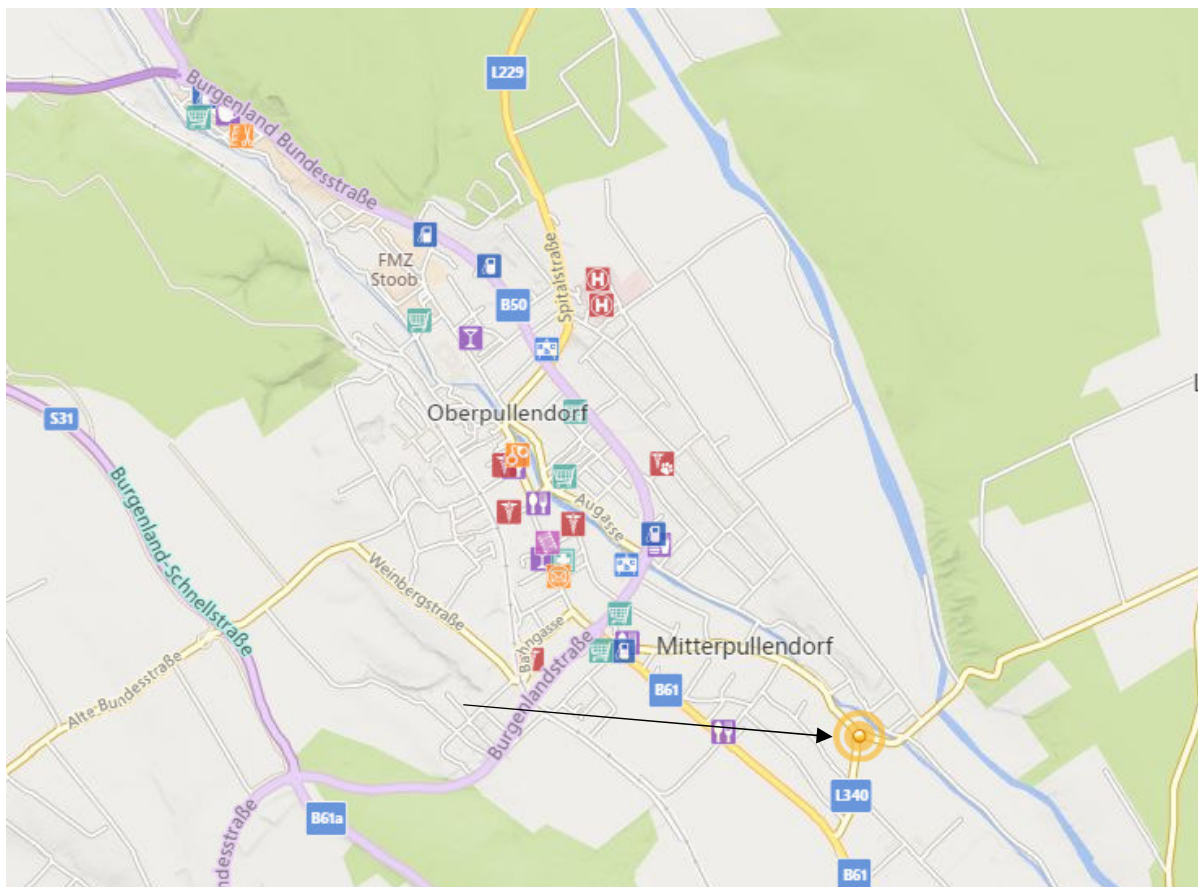 L229
Burgenland Bundesstraße
Spitalstraße
FMZ
Stoob
H
H
B50
L
Oberpullendorf
S31
Burgenland-Schnellstraße
Augasse
Weinbergstraße
Bahngasse
Mitterpullendorf
Alte Bundesstraße
Burgenlandstraße
B61
L340
B61a
ndesstraße
B61